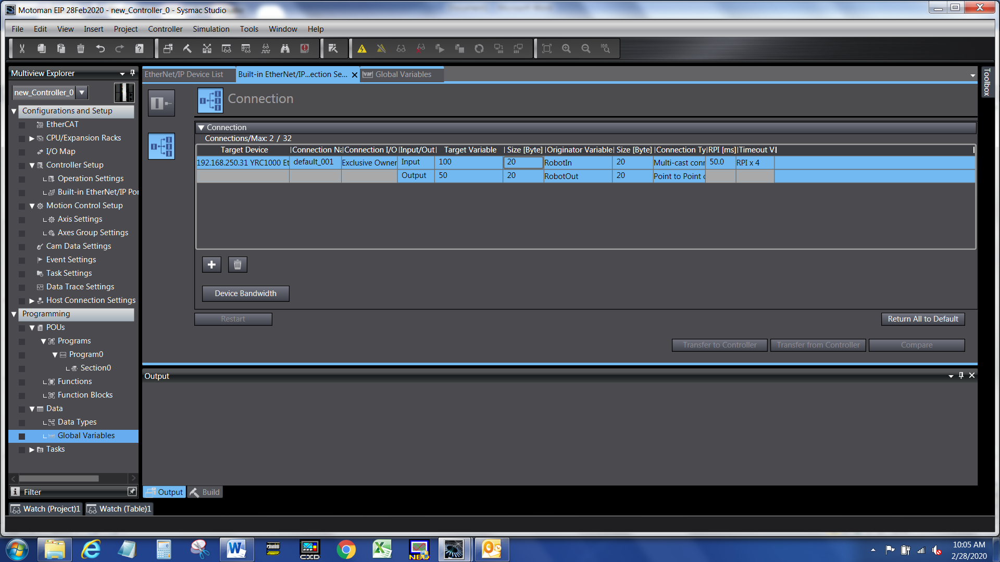 Motoman EIP 28Feb2020 - new_Controller_0 - Sysmac Studio
File Edit View Insert Project Controller Simulation Tools Window Help
Multiview Explorer
new_Controller_0
Configurations and Setup
EtherCAT
CPU/Expansion Racks
I/O Map
Controller Setup
Operation Settings
Built-in EtherNet/IP Por
Motion Control Setup
Axis Settings
Axes Group Settings
Cam Data Settings
Event Settings
Task Settings
Data Trace Settings
Host Connection Settings
Programming
POUs
Programs
Program0
Section0
Functions
Function Blocks
Data
Data Types
Global Variables
Tasks
Filter
EtherNet/IP Device List
Built-in EtherNet/IP...ection Se...
var Global Variables
Toolbox
Connection
Connection
Connections/Max: 2 / 32
Target Device Connection Na Connection I/O Input/Out Target Variable Size [Byte] Originator Variable Size [Byte] Connection Ty RPI [ms] Timeout V
192.168.250.31 YRC1000 Et default_001 Exclusive Owner Input 100 20 RobotIn 20 Multi-cast conn 50.0 RPI x 4
Output 50 20 RobotOut 20 Point to Point c
Device Bandwidth
Restart
Return All to Default
Transfer to Controller Transfer from Controller Compare
Output
Output Build
Watch (Project)1 Watch (Table)1
CXD
10:05 AM
2/28/2020